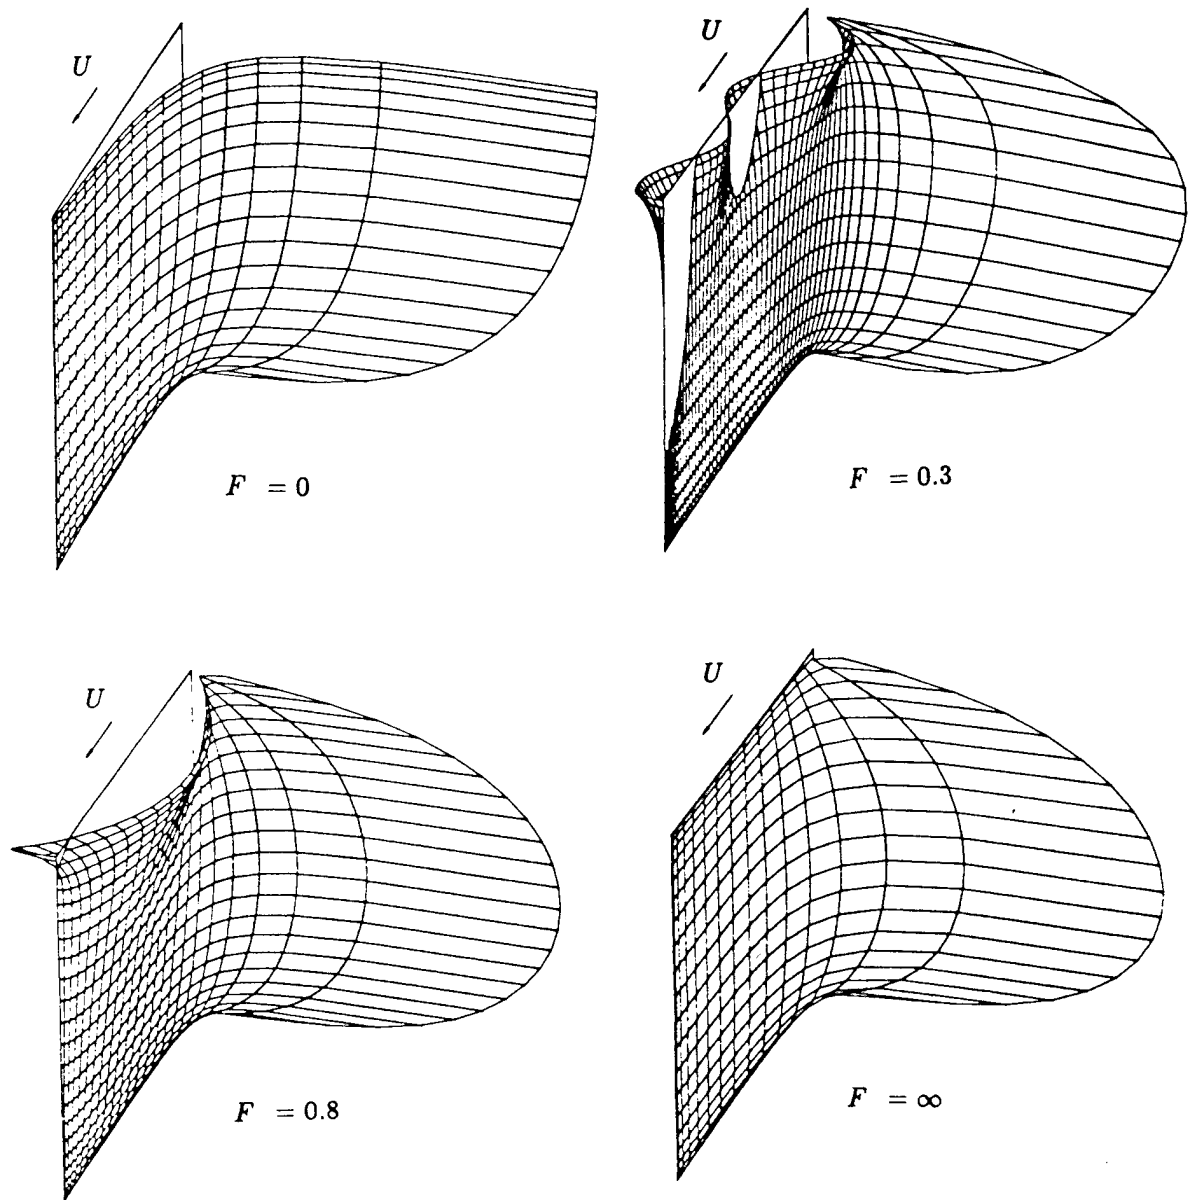 U
U
F = 0
F = 0.3
U
U
F = 0.8
F = ∞